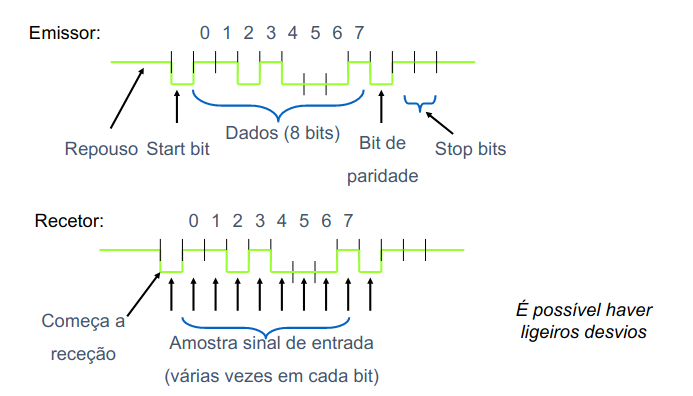 Emissor:
0 1 2 3 4 5 6 7
Repouso
Start bit
Dados (8 bits)
Bit de
paridade
Stop bits
Recetor:
0 1 2 3 4 5 6 7
Começa a
receção
Amostra sinal de entrada
(várias vezes em cada bit)
É possível haver
ligeiros desvios